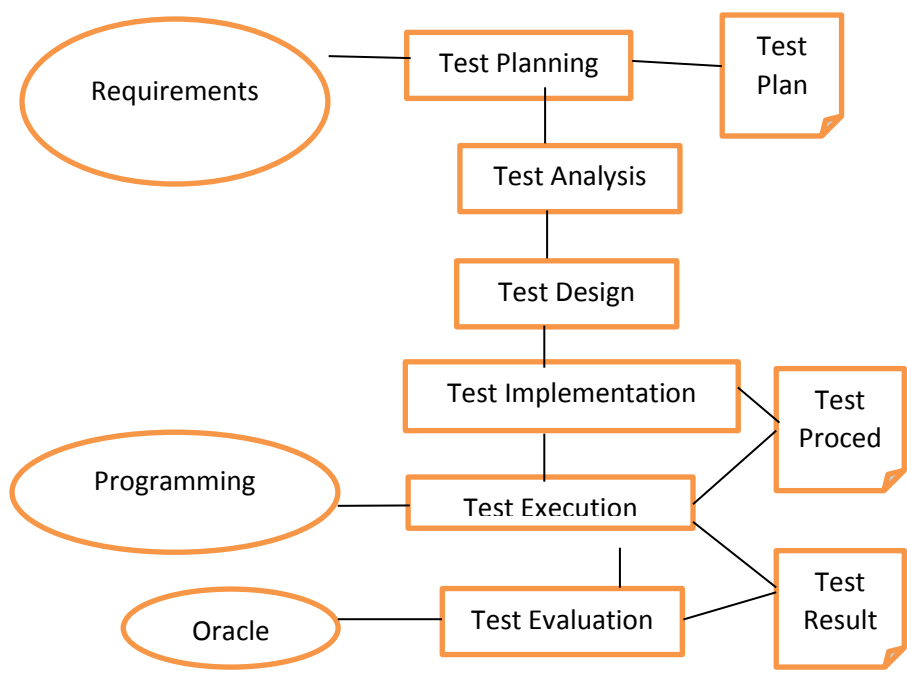 Requirements
Test Planning
Test
Plan
Test Analysis
Test Design
Test Implementation
Test
Proced
Programming
Test Execution
Test
Result
Oracle
Test Evaluation